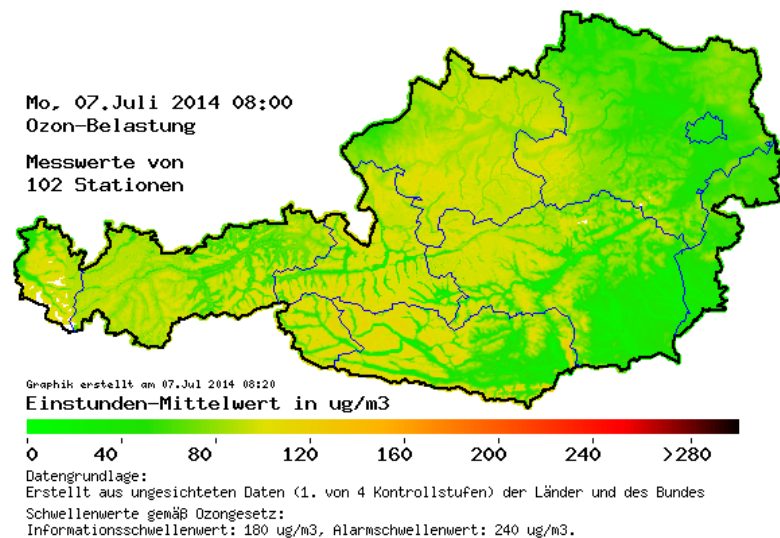 Mo, 07.Juli 2014 08:00
Ozon-Belastung
Messwerte von
102 Stationen
Graphik erstellt am 07.Jul 2014 08:20
Einstunden-Mittelwert in ug/m3
0 40 80 120 160 200 240 >280
Datengrundlage:
Erstellt aus ungesichteten Daten (1. von 4 Kontrollstufen) der Länder und des Bundes
Schwellenwerte gemäß Ozongesetz:
Informationsschwellenwert: 180 ug/m3, Alarmschwellenwert: 240 ug/m3.